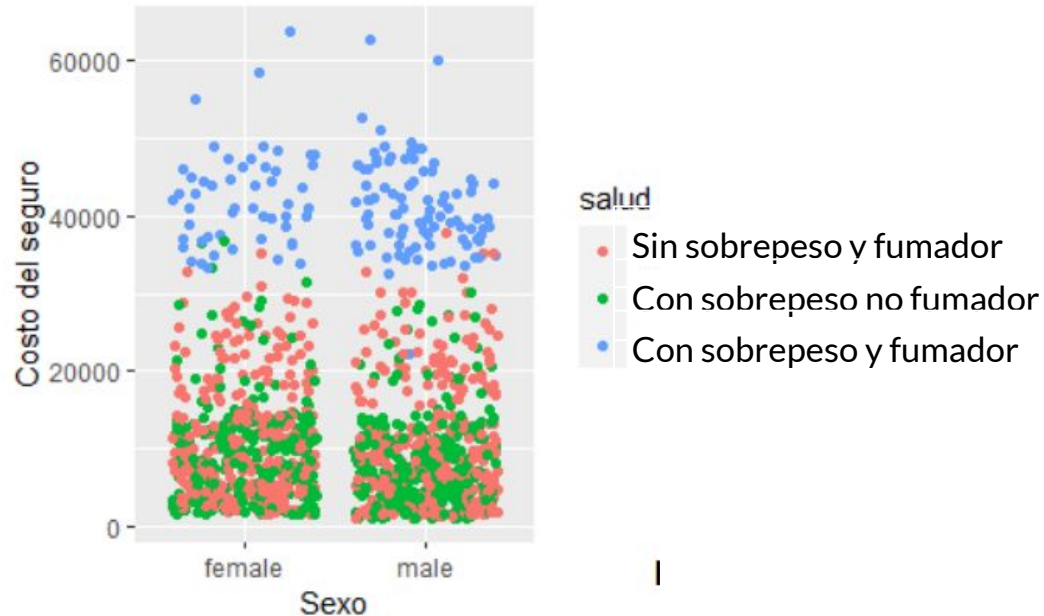 60000
40000
20000
0
Costo del seguro
female
male
Sexo
salud
Sin sobrepeso y fumador
Con sobrepeso no fumador
Con sobrepeso y fumador